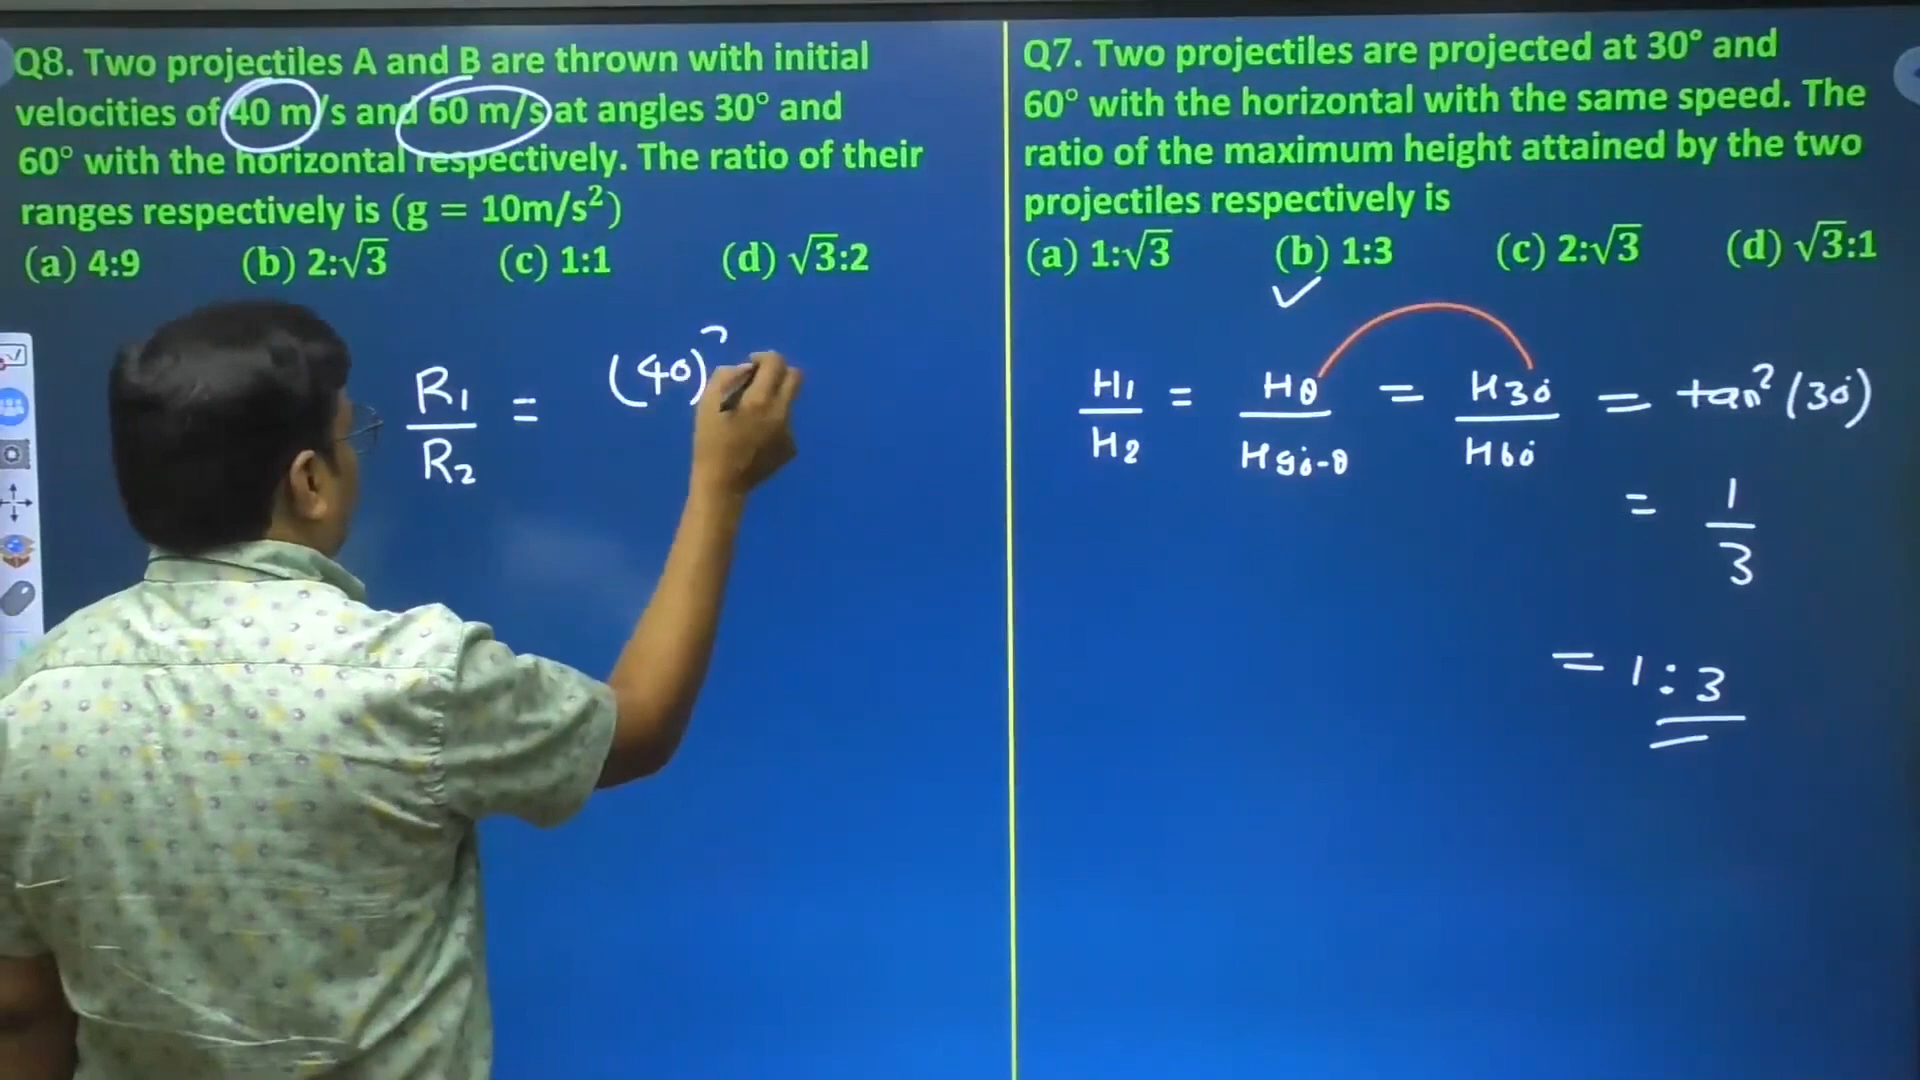 Q8. Two projectiles A and B are thrown with initial
velocities of 40 m/s and 60 m/s at angles 30° and
60° with the horizontal respectively. The ratio of their
ranges respectively is (g = 10m/s²)
(a) 4:9 (b) 2:√3 (c) 1:1 (d) √3:2
R₁/R₂ = (40)²
Q7. Two projectiles are projected at 30° and
60° with the horizontal with the same speed. The
ratio of the maximum height attained by the two
projectiles respectively is
(a) 1:√3 (b) 1:3 (c) 2:√3 (d) √3:1
H₁/H₂ = Hθ/H90°-θ = H30°/H60° = tan²(30°)
= 1/3
= 1:3